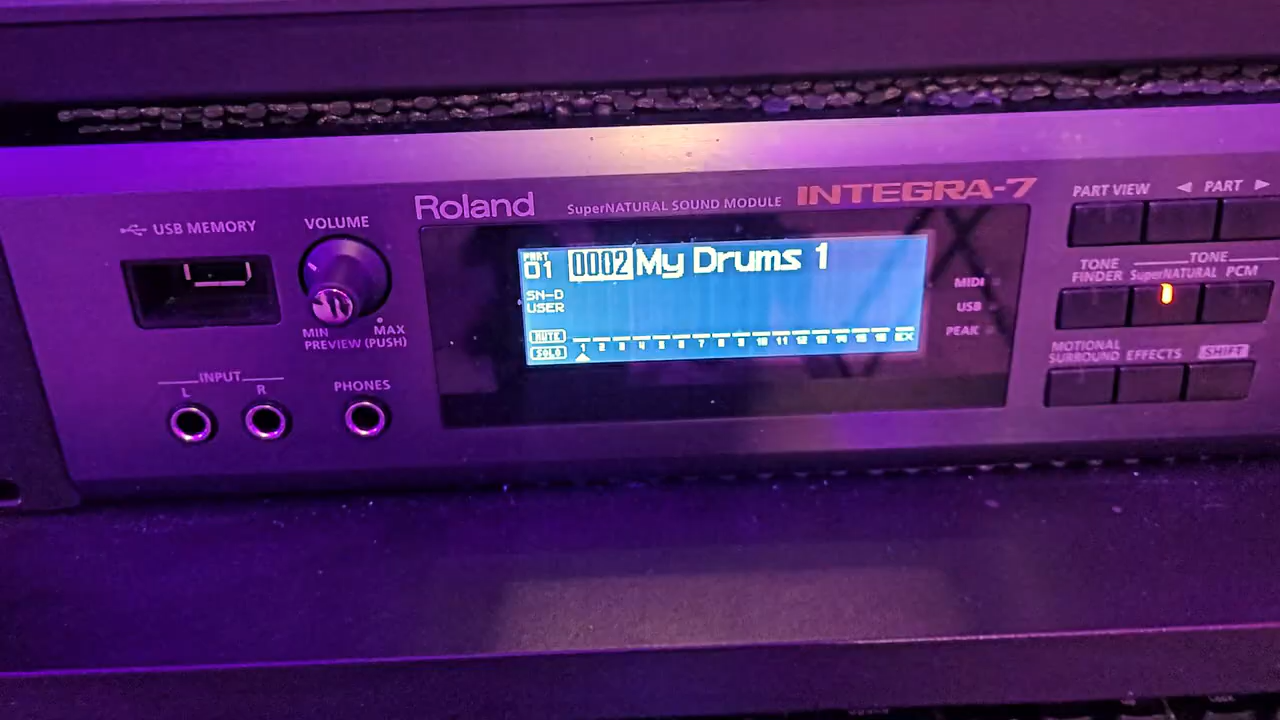 USB MEMORY
VOLUME
MIN
MAX
PREVIEW (PUSH)
INPUT
L
R
PHONES
Roland
SuperNATURAL SOUND MODULE
INTEGRA-7
PART
01
0002
My Drums 1
SN-D
USER
MUTE
SOLO
1 2 3 4 5 6 7 8 9 10 11 12 13 14 15 16 EX
MIDI
USB
PEAK
PART VIEW
◀ PART ▶
TONE
FINDER
TONE
SuperNATURAL PCM
MOTIONAL
SURROUND
EFFECTS
SHIFT